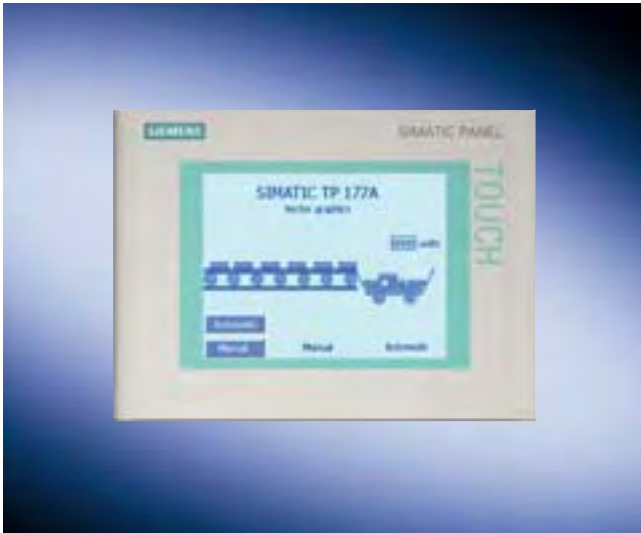 SIEMENS
SIMATIC PANEL
TOUCH
SIMATIC TP 177A
Vector graphics
units
Automatic
Manual Manual Automatic